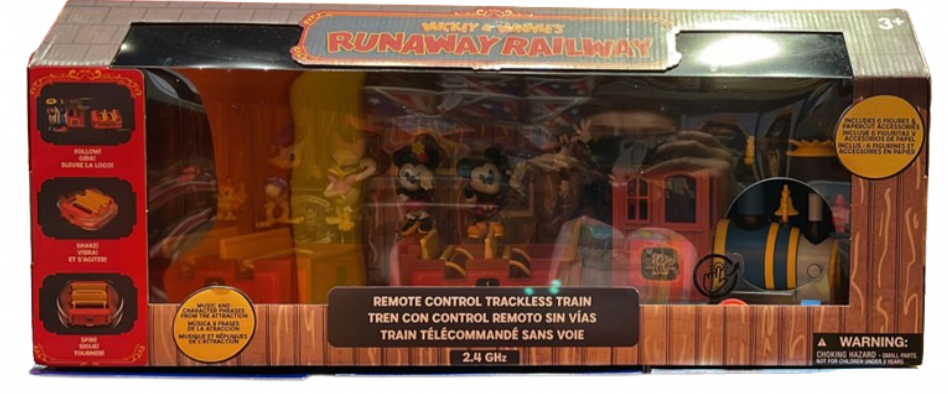 MICKEY & MINNIE'S
RUNAWAY RAILWAY
3+
INCLUDES 6 FIGURES &
PAPERCUT ACCESSORIES
INCLUYE 6 FIGURITAS Y
ACCESORIOS DE PAPEL
INCLUS : 6 FIGURINES ET
ACCESSOIRES EN PAPIER
FOLLOW!
GIRA!
SUIVRE LA LOCO!
SHAKE!
VIBRA!
ET S'AGITER!
SPIN!
SIGUE!
TOURNER!
MUSIC AND
CHARACTER PHRASES
FROM THE ATTRACTION
MÚSICA Y FRASES
DE LA ATRACCIÓN
MUSIQUE ET RÉPLIQUES
DE L'ATTRACTION
REMOTE CONTROL TRACKLESS TRAIN
TREN CON CONTROL REMOTO SIN VÍAS
TRAIN TÉLÉCOMMANDÉ SANS VOIE
2.4 GHz
WARNING:
CHOKING HAZARD - SMALL PARTS
NOT FOR CHILDREN UNDER 3 YEARS.